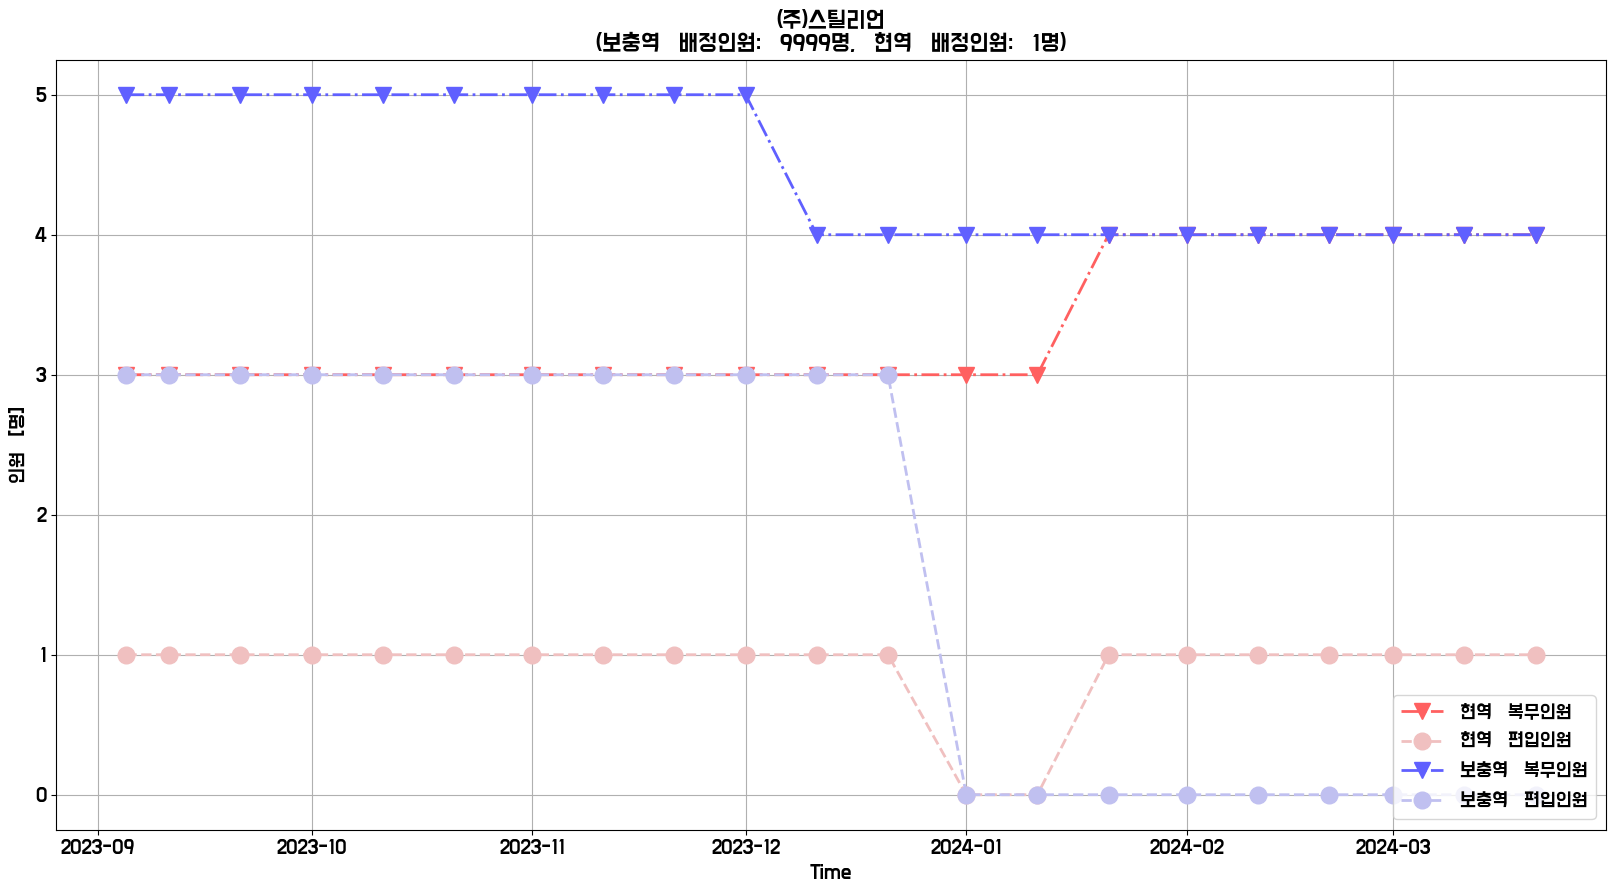 (주)스틸리언
(보충역 배정인원: 9999명, 현역 배정인원: 1명)
5
4
3
2
1
0
인원 [명]
2023-09 2023-10 2023-11 2023-12 2024-01 2024-02 2024-03
Time
현역 복무인원
현역 편입인원
보충역 복무인원
보충역 편입인원